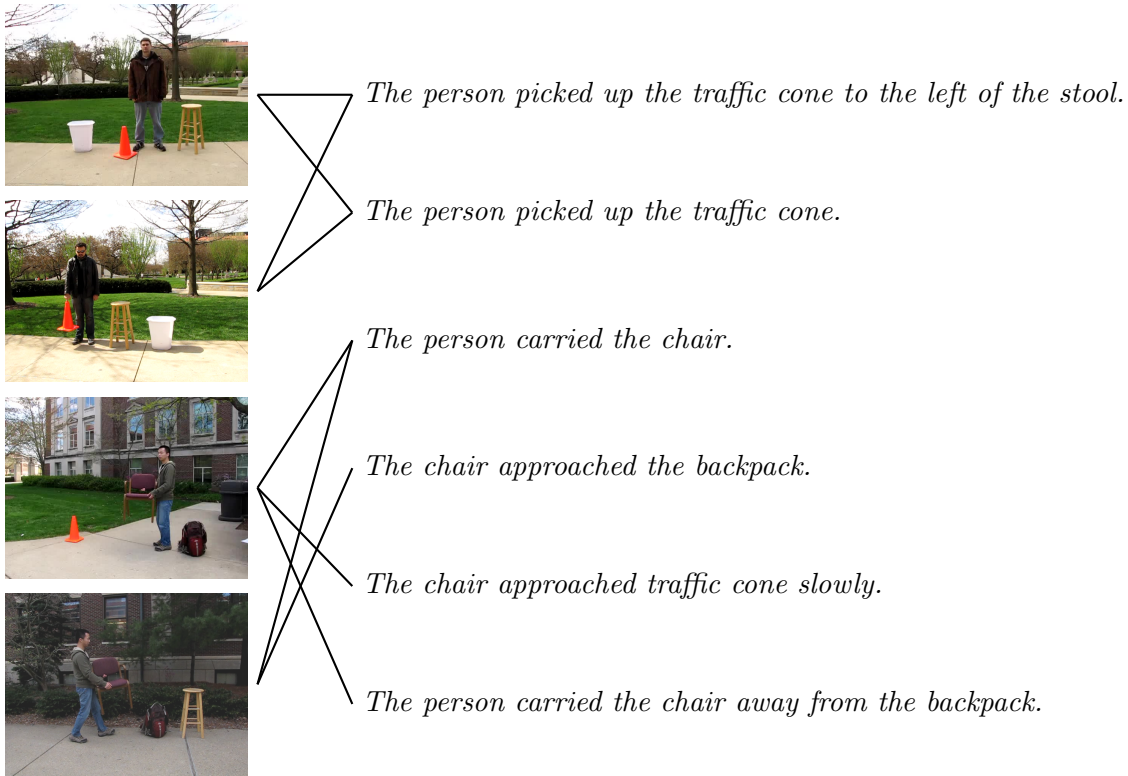 The person picked up the traffic cone to the left of the stool.
The person picked up the traffic cone.
The person carried the chair.
The chair approached the backpack.
The chair approached traffic cone slowly.
The person carried the chair away from the backpack.